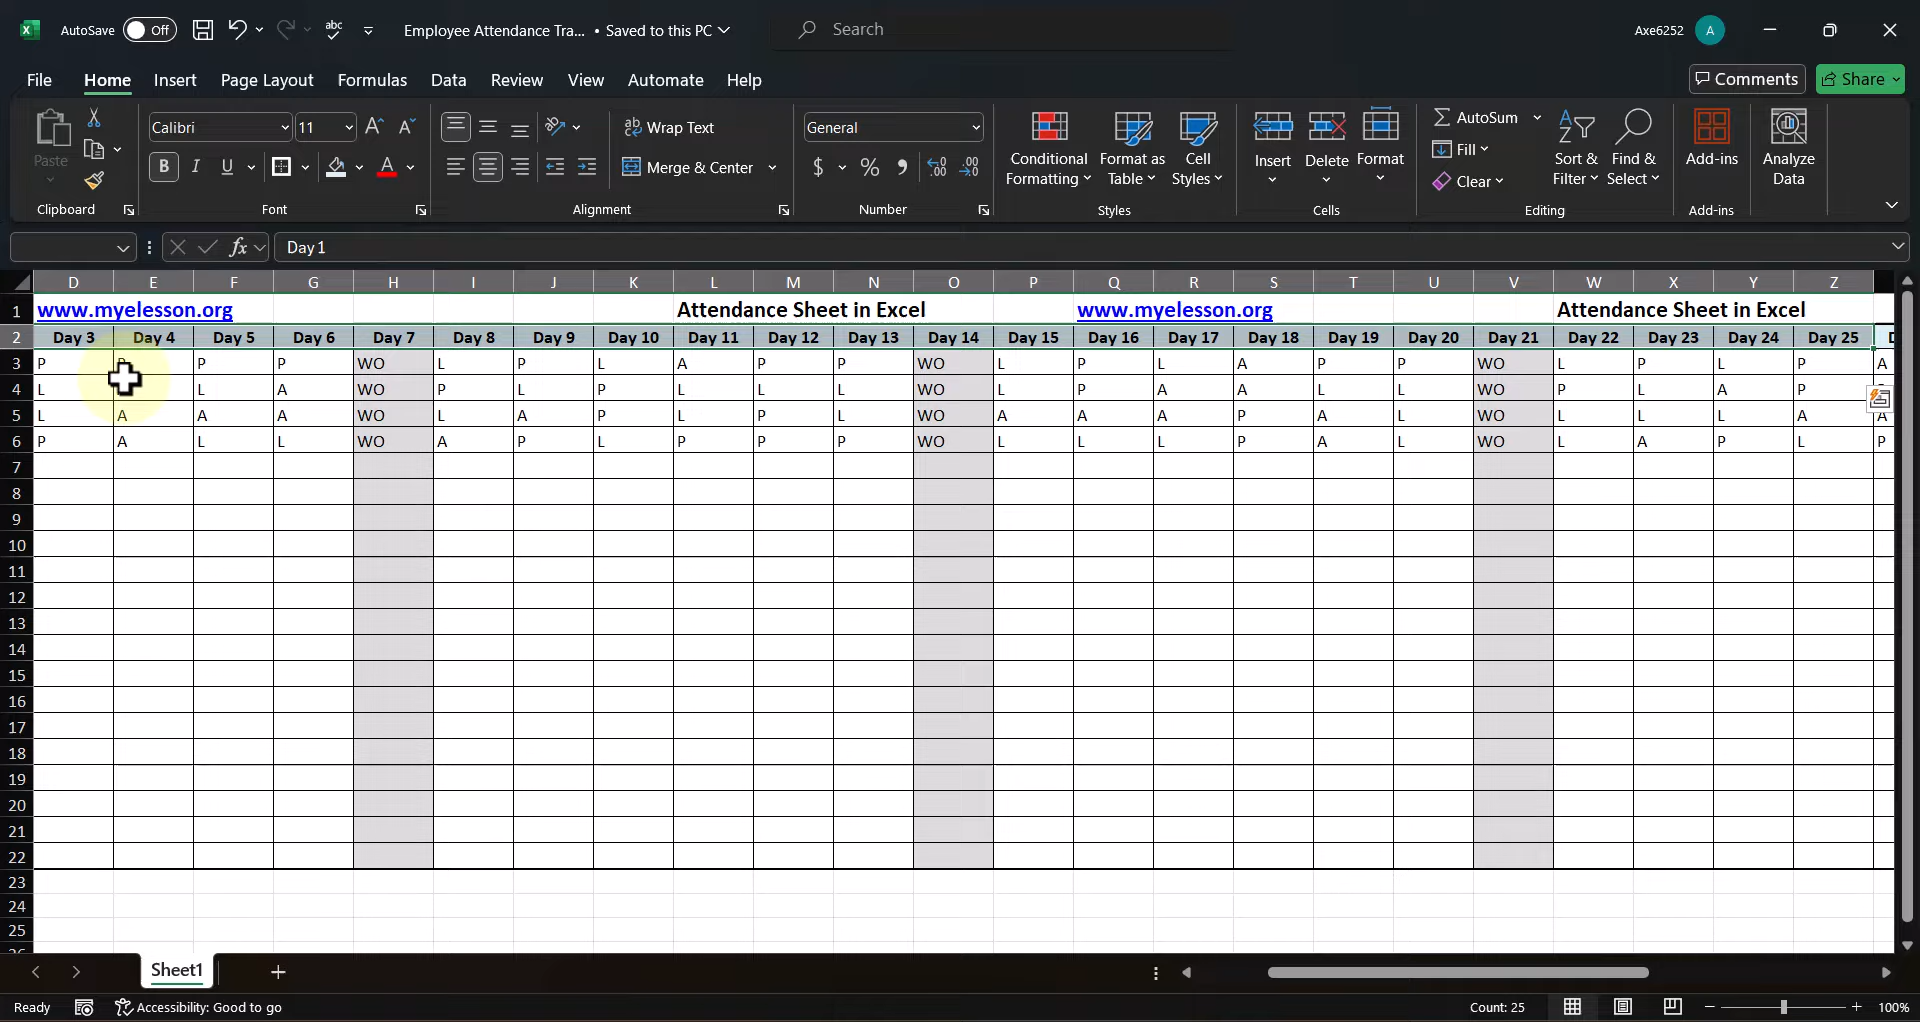 AutoSave Off abc Employee Attendance Tra... • Saved to this PC Search Axe6252 A
File Home Insert Page Layout Formulas Data Review View Automate Help Comments Share
Paste Calibri 11 Wrap Text General AutoSum
B I U Merge & Center $ % Conditional Formatting Format as Table Cell Styles Insert Delete Format Fill Clear Sort & Filter Find & Select Add-ins Analyze Data
Clipboard Font Alignment Number Styles Cells Editing Add-ins
fx Day1
D E F G H I J K L M N O P Q R S T U V W X Y Z
1 www.myelesson.org Attendance Sheet in Excel www.myelesson.org Attendance Sheet in Excel
2 Day 3 Day 4 Day 5 Day 6 Day 7 Day 8 Day 9 Day 10 Day 11 Day 12 Day 13 Day 14 Day 15 Day 16 Day 17 Day 18 Day 19 Day 20 Day 21 Day 22 Day 23 Day 24 Day 25
3 P P P P WO L P L A P P WO L P L A P P WO L P L P A
4 L L A WO P L P L L L WO L P A A L L WO P L A P
5 L A A A WO L A P L P L WO A A A P A L WO L L L A A
6 P A L L WO A P L P P P WO L L L P A L WO L A P L P
7
8
9
10
11
12
13
14
15
16
17
18
19
20
21
22
23
24
25
Sheet1
Ready Accessibility: Good to go Count: 25 100%